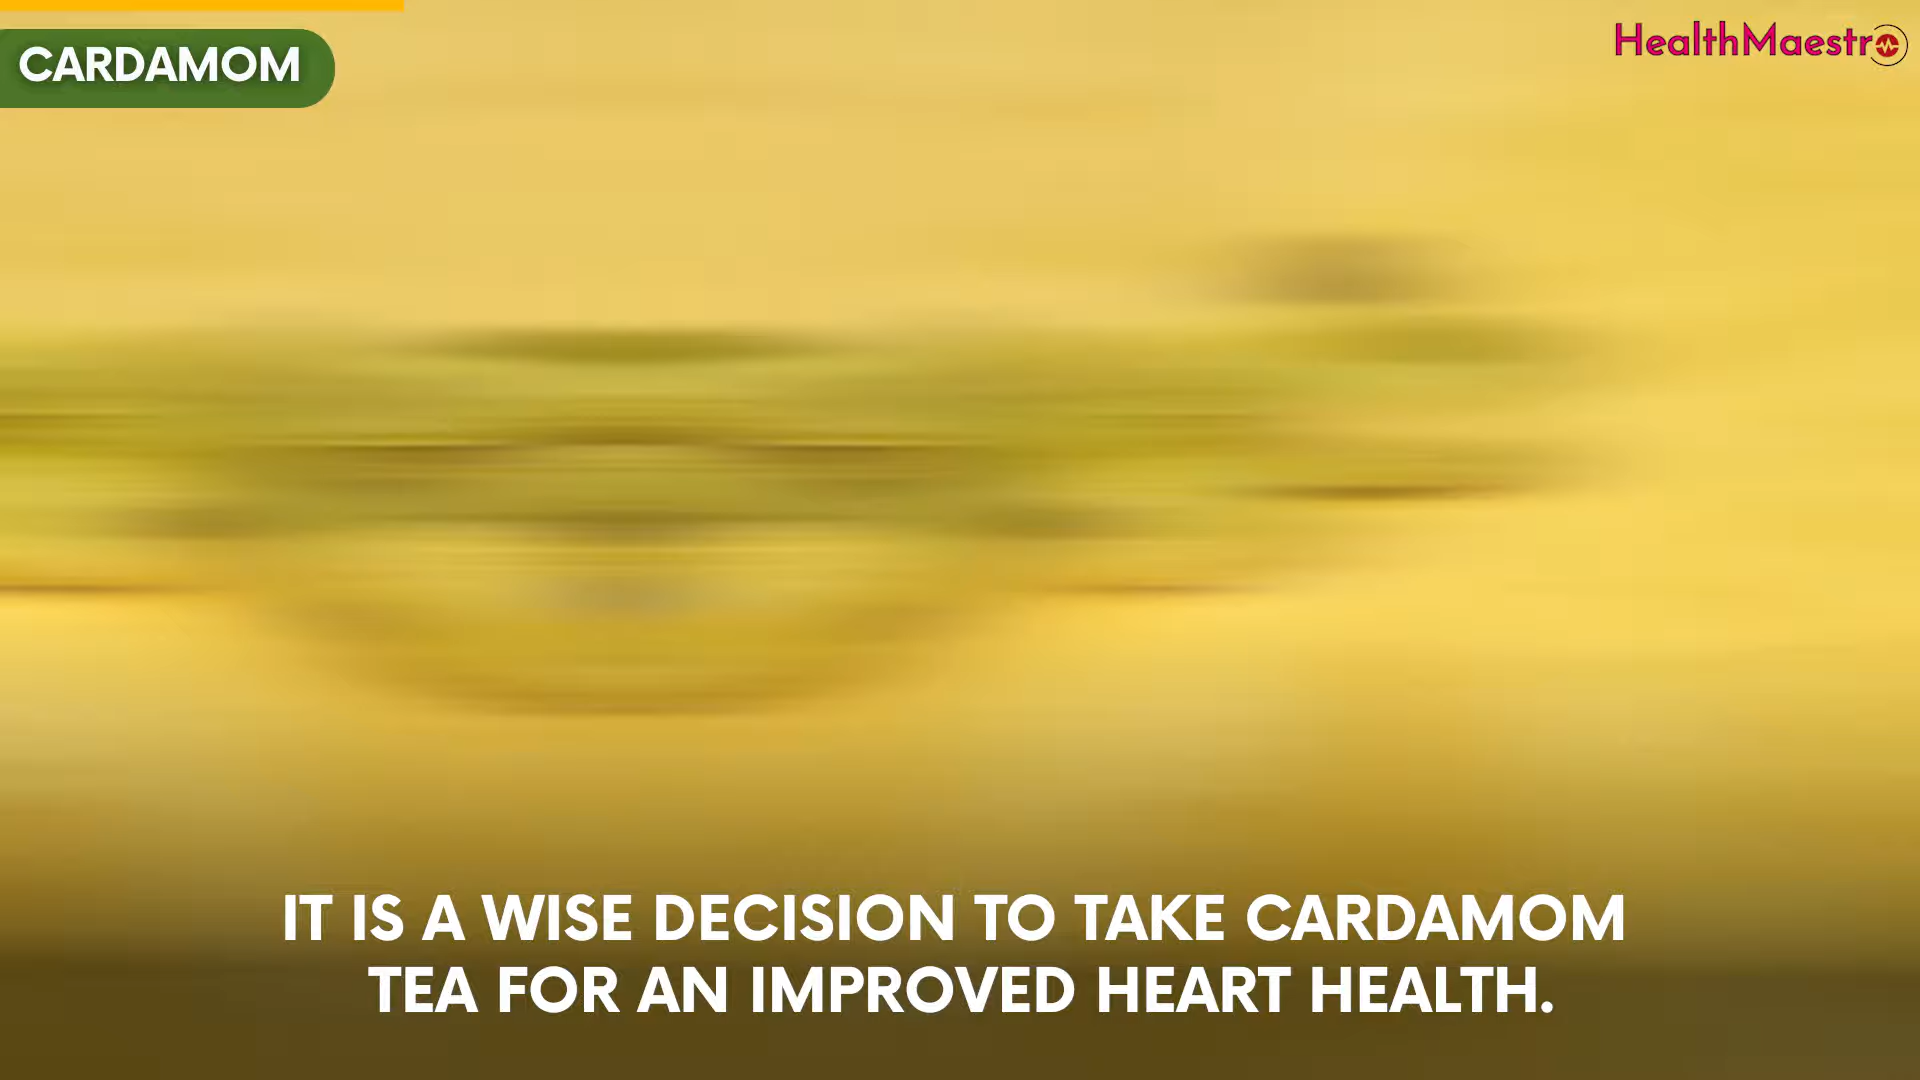 CARDAMOM
HealthMaestro
IT IS A WISE DECISION TO TAKE CARDAMOM
TEA FOR AN IMPROVED HEART HEALTH.